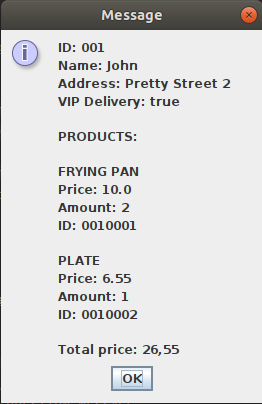 Message
ID: 001
Name: John
Address: Pretty Street 2
VIP Delivery: true
PRODUCTS:
FRYING PAN
Price: 10.0
Amount: 2
ID: 0010001
PLATE
Price: 6.55
Amount: 1
ID: 0010002
Total price: 26,55
OK